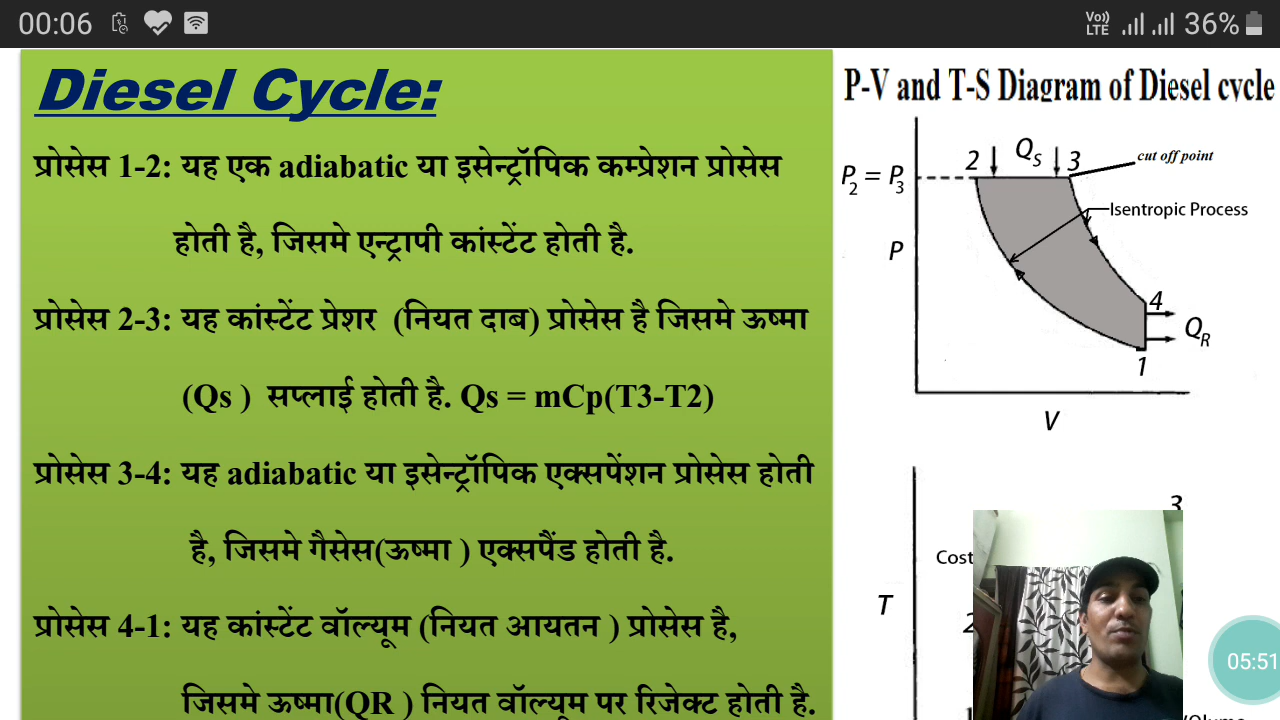 00:06
Vo)) LTE 36%
Diesel Cycle:
प्रोसेस 1-2: यह एक adiabatic या इसेन्ट्रॉपिक कम्प्रेशन प्रोसेस
होती है, जिसमे एन्ट्रापी कांस्टेंट होती है.
प्रोसेस 2-3: यह कांस्टेंट प्रेशर (नियत दाब) प्रोसेस है जिसमे ऊष्मा
(Qs ) सप्लाई होती है. Qs = mCp(T3-T2)
प्रोसेस 3-4: यह adiabatic या इसेन्ट्रॉपिक एक्सपेंशन प्रोसेस होती
है, जिसमे गैसेस(ऊष्मा ) एक्सपैंड होती है.
प्रोसेस 4-1: यह कांस्टेंट वॉल्यूम (नियत आयतन ) प्रोसेस है,
जिसमे ऊष्मा(QR ) नियत वॉल्यूम पर रिजेक्ट होती है.
P-V and T-S Diagram of Diesel cycle
2 QS 3 cut off point
P2 = P3
Isentropic Process
P
4
QR
1
V
3
T
2
05:51